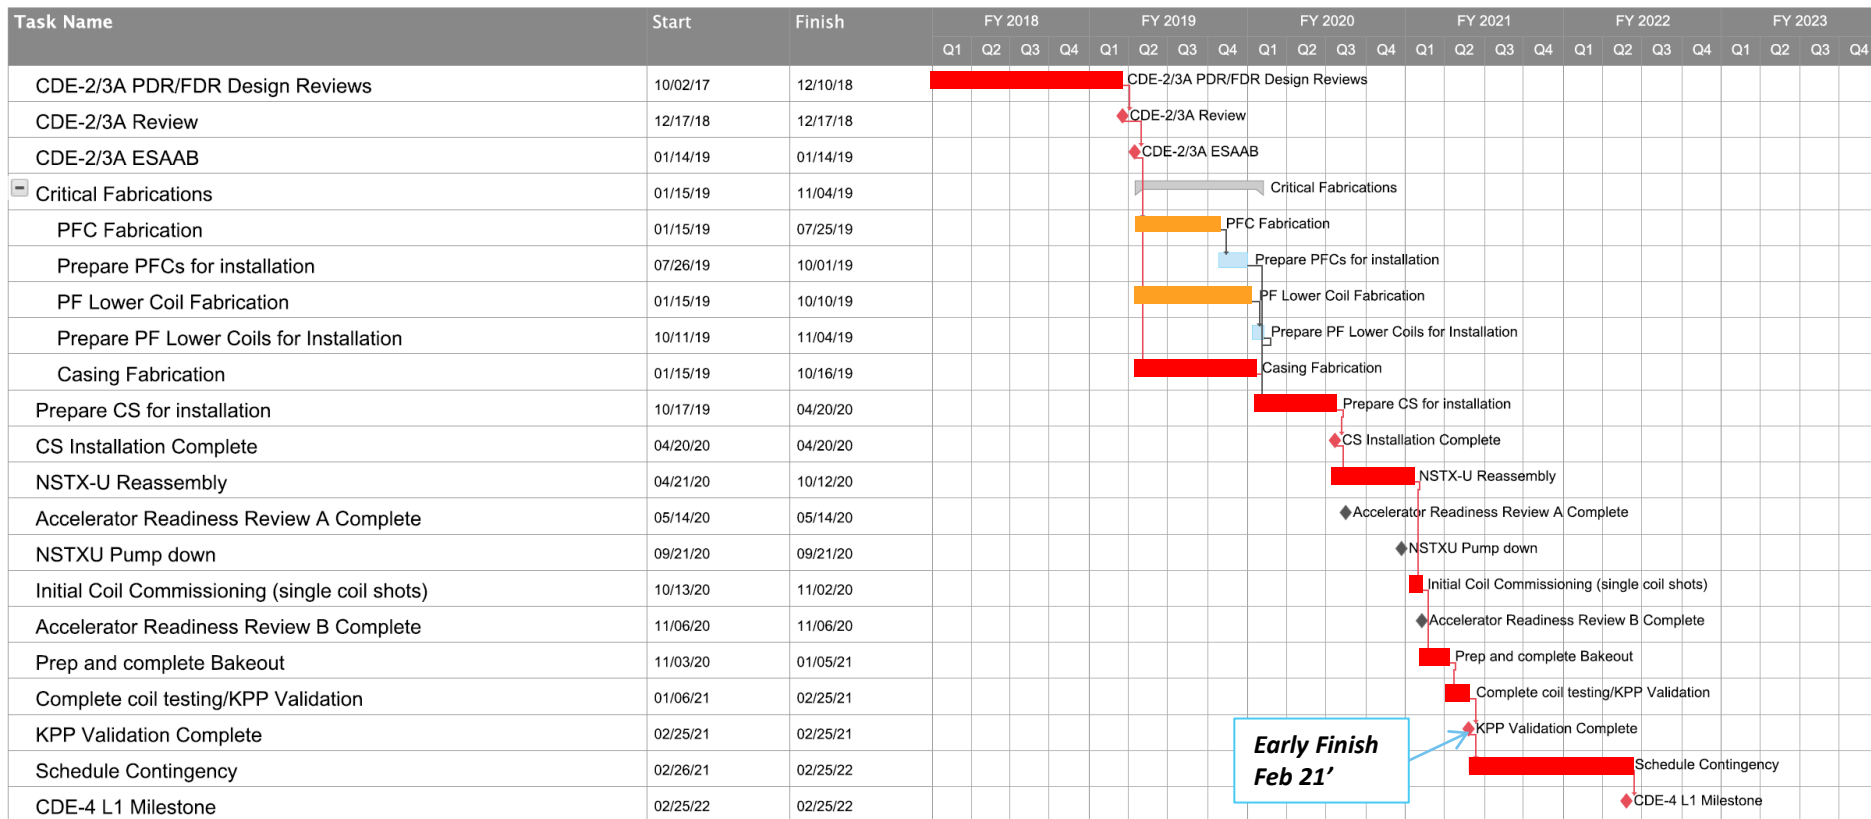 Task Name Start Finish FY 2018 FY 2019 FY 2020 FY 2021 FY 2022 FY 2023
Q1 Q2 Q3 Q4 Q1 Q2 Q3 Q4 Q1 Q2 Q3 Q4 Q1 Q2 Q3 Q4 Q1 Q2 Q3 Q4 Q1 Q2 Q3 Q4
CDE-2/3A PDR/FDR Design Reviews 10/02/17 12/10/18 CDE-2/3A PDR/FDR Design Reviews
CDE-2/3A Review 12/17/18 12/17/18 CDE-2/3A Review
CDE-2/3A ESAAB 01/14/19 01/14/19 CDE-2/3A ESAAB
Critical Fabrications 01/15/19 11/04/19 Critical Fabrications
PFC Fabrication 01/15/19 07/25/19 PFC Fabrication
Prepare PFCs for installation 07/26/19 10/01/19 Prepare PFCs for installation
PF Lower Coil Fabrication 01/15/19 10/10/19 PF Lower Coil Fabrication
Prepare PF Lower Coils for Installation 10/11/19 11/04/19 Prepare PF Lower Coils for Installation
Casing Fabrication 01/15/19 10/16/19 Casing Fabrication
Prepare CS for installation 10/17/19 04/20/20 Prepare CS for installation
CS Installation Complete 04/20/20 04/20/20 CS Installation Complete
NSTX-U Reassembly 04/21/20 10/12/20 NSTX-U Reassembly
Accelerator Readiness Review A Complete 05/14/20 05/14/20 Accelerator Readiness Review A Complete
NSTXU Pump down 09/21/20 09/21/20 NSTXU Pump down
Initial Coil Commissioning (single coil shots) 10/13/20 11/02/20 Initial Coil Commissioning (single coil shots)
Accelerator Readiness Review B Complete 11/06/20 11/06/20 Accelerator Readiness Review B Complete
Prep and complete Bakeout 11/03/20 01/05/21 Prep and complete Bakeout
Complete coil testing/KPP Validation 01/06/21 02/25/21 Complete coil testing/KPP Validation
KPP Validation Complete 02/25/21 02/25/21 KPP Validation Complete
Early Finish
Feb 21’
Schedule Contingency 02/26/21 02/25/22 Schedule Contingency
CDE-4 L1 Milestone 02/25/22 02/25/22 CDE-4 L1 Milestone